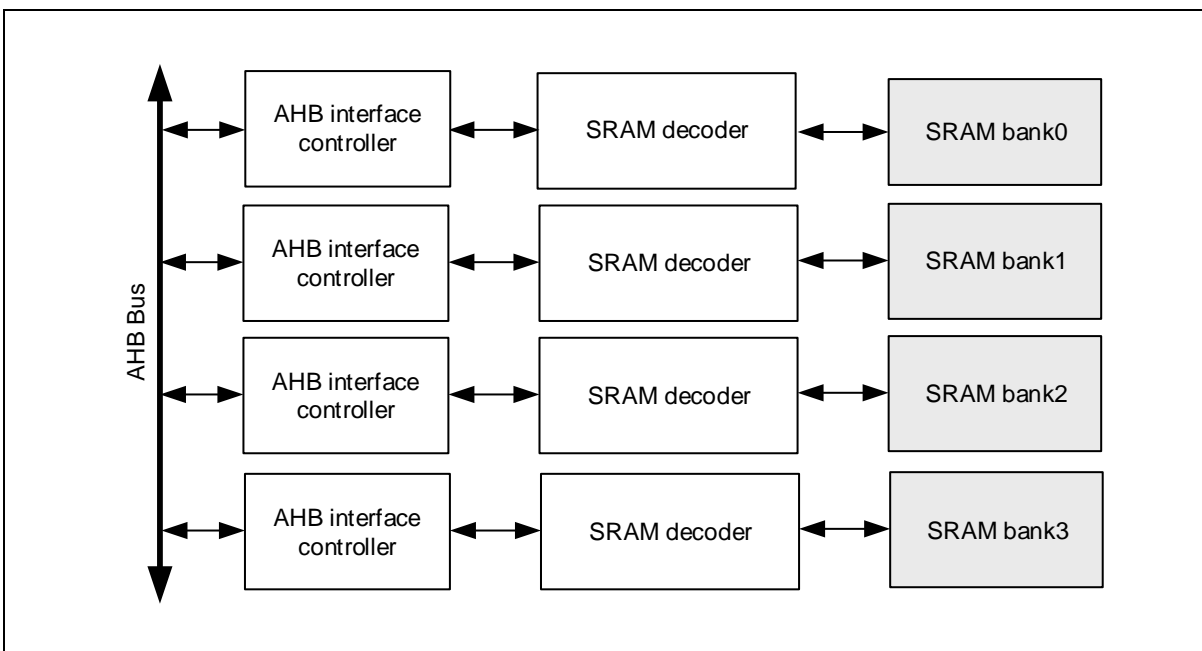 AHB Bus
AHB interface
controller
SRAM decoder
SRAM bank0
AHB interface
controller
SRAM decoder
SRAM bank1
AHB interface
controller
SRAM decoder
SRAM bank2
AHB interface
controller
SRAM decoder
SRAM bank3